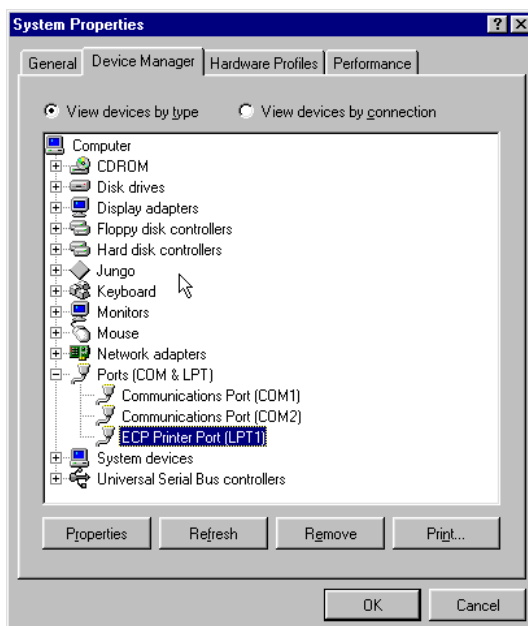 System Properties
General Device Manager Hardware Profiles Performance
View devices by type View devices by connection
Computer
CDROM
Disk drives
Display adapters
Floppy disk controllers
Hard disk controllers
Jungo
Keyboard
Monitors
Mouse
Network adapters
Ports (COM & LPT)
Communications Port (COM1)
Communications Port (COM2)
ECP Printer Port (LPT1)
System devices
Universal Serial Bus controllers
Properties Refresh Remove Print...
OK Cancel